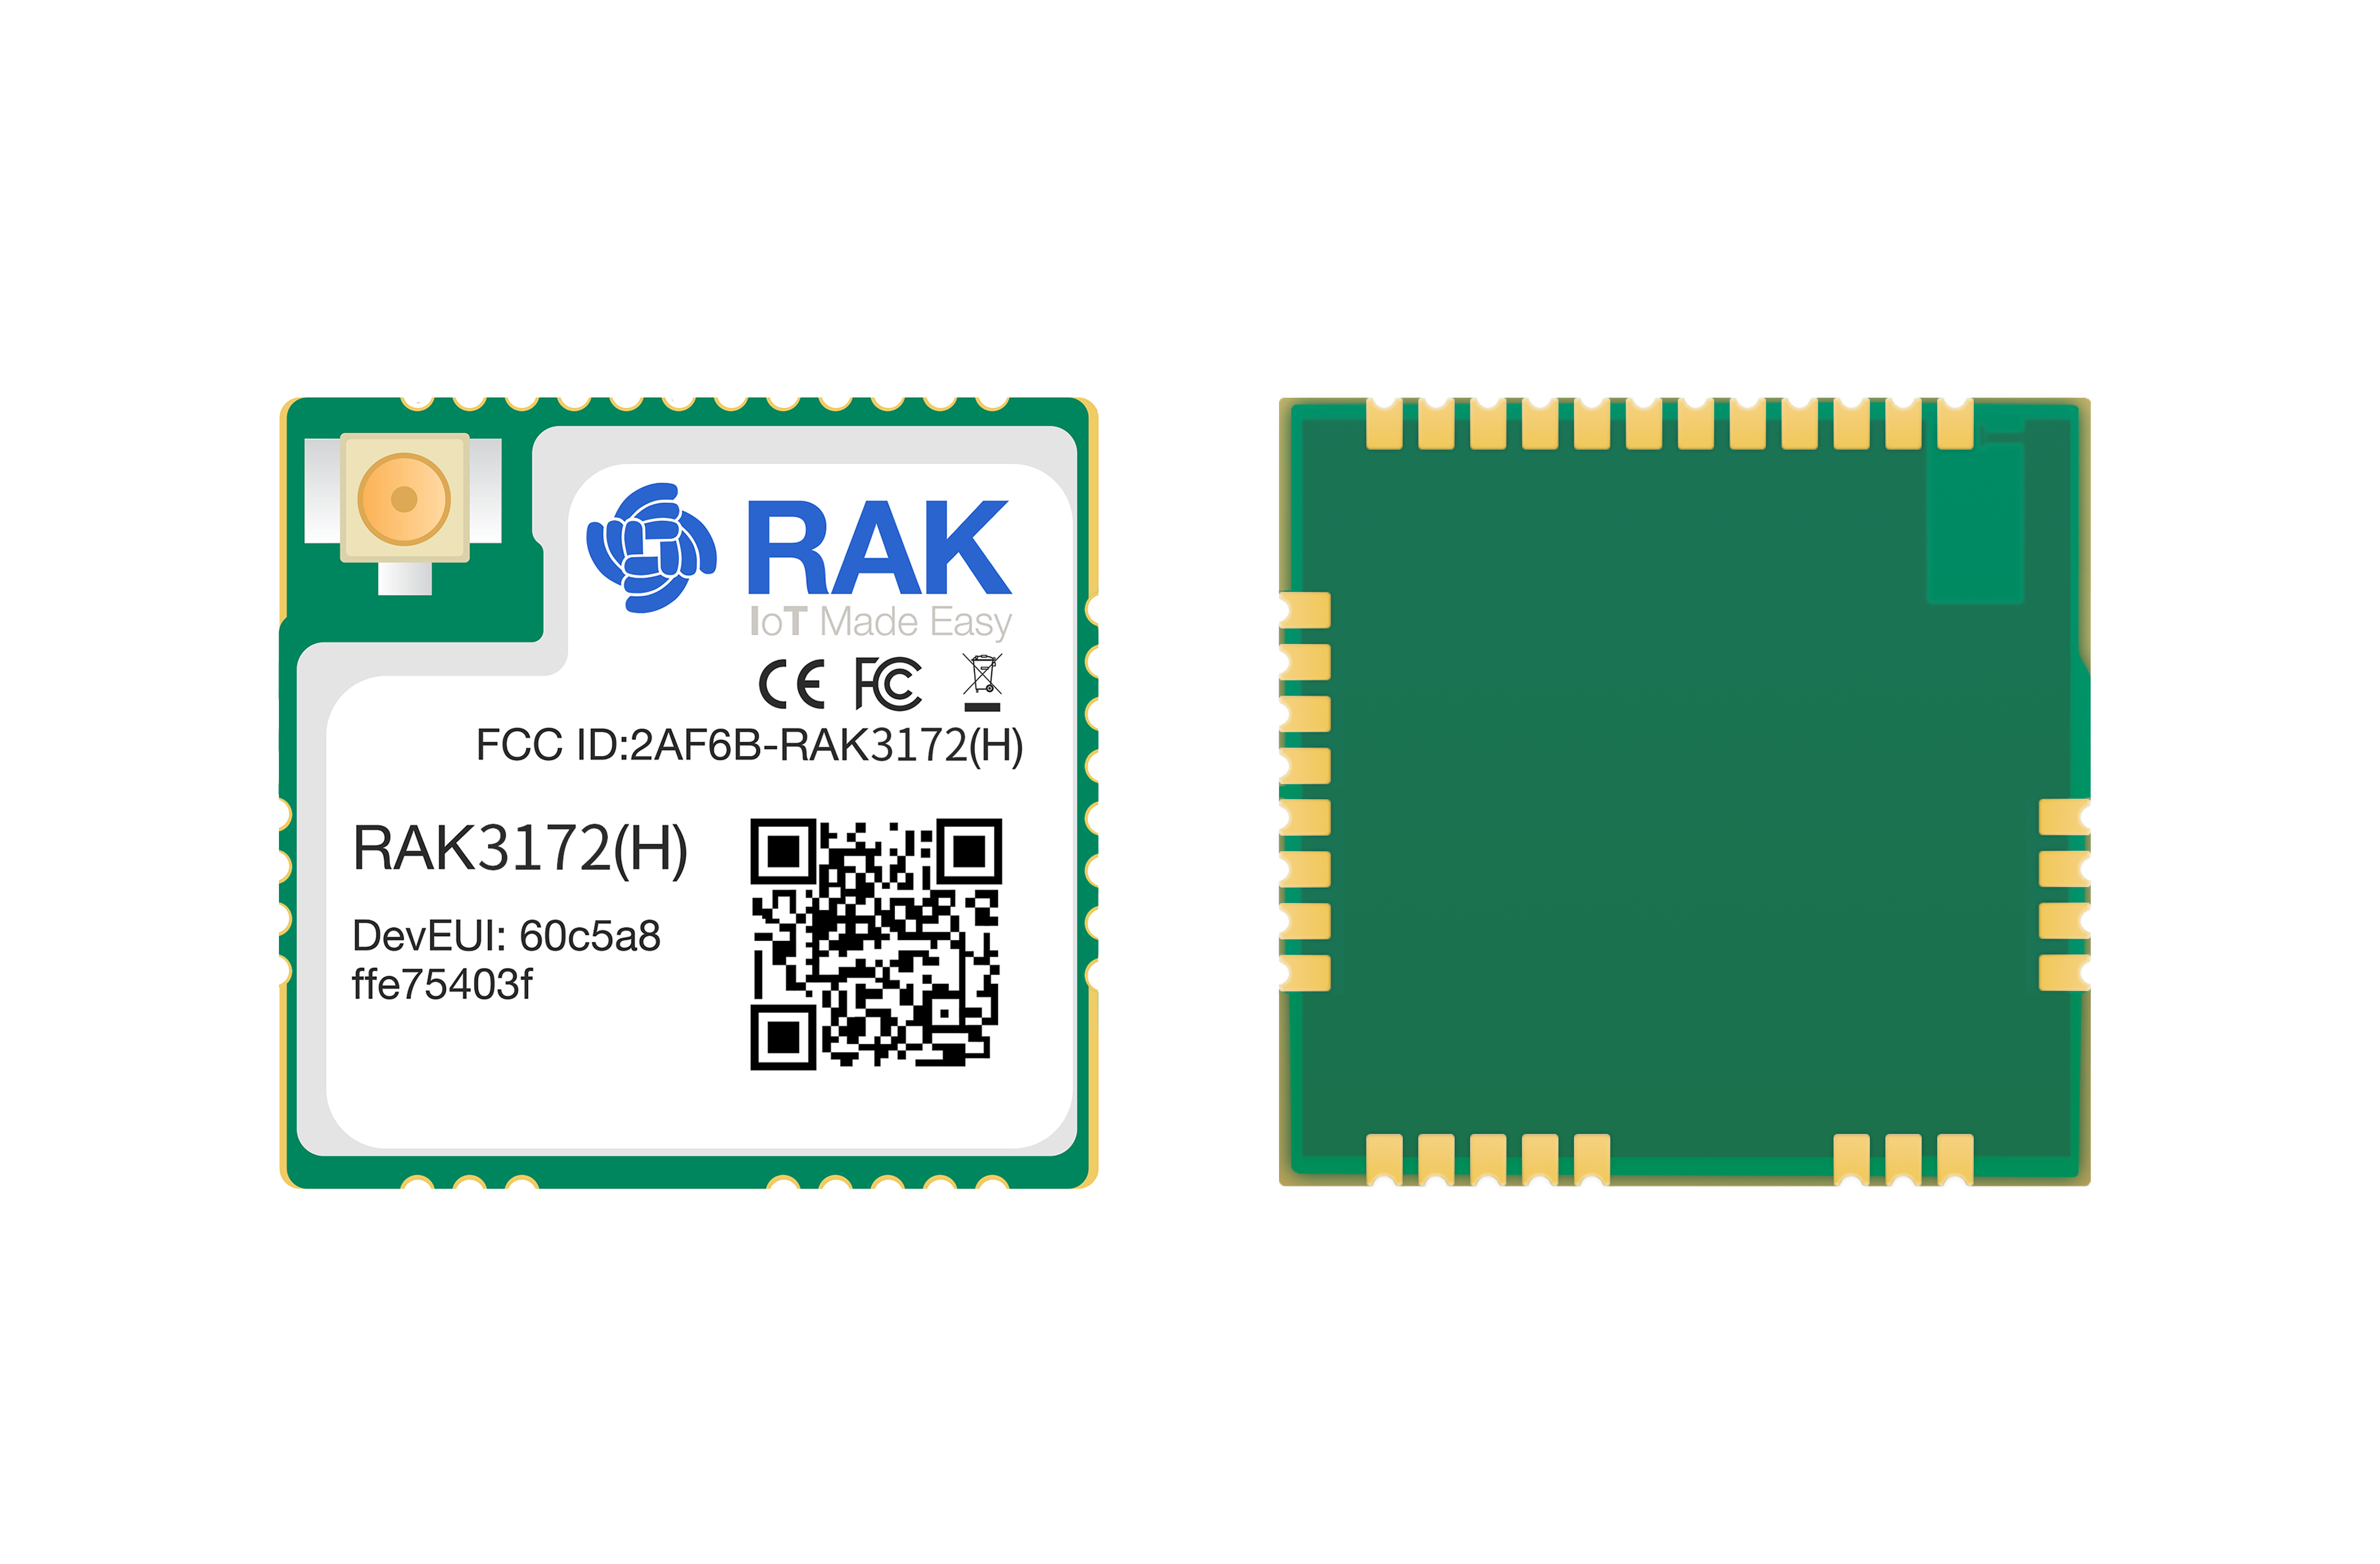 RAK
IoT Made Easy
CE FC
FCC ID:2AF6B-RAK3172(H)
RAK3172(H)
DevEUI: 60c5a8
ffe75403f